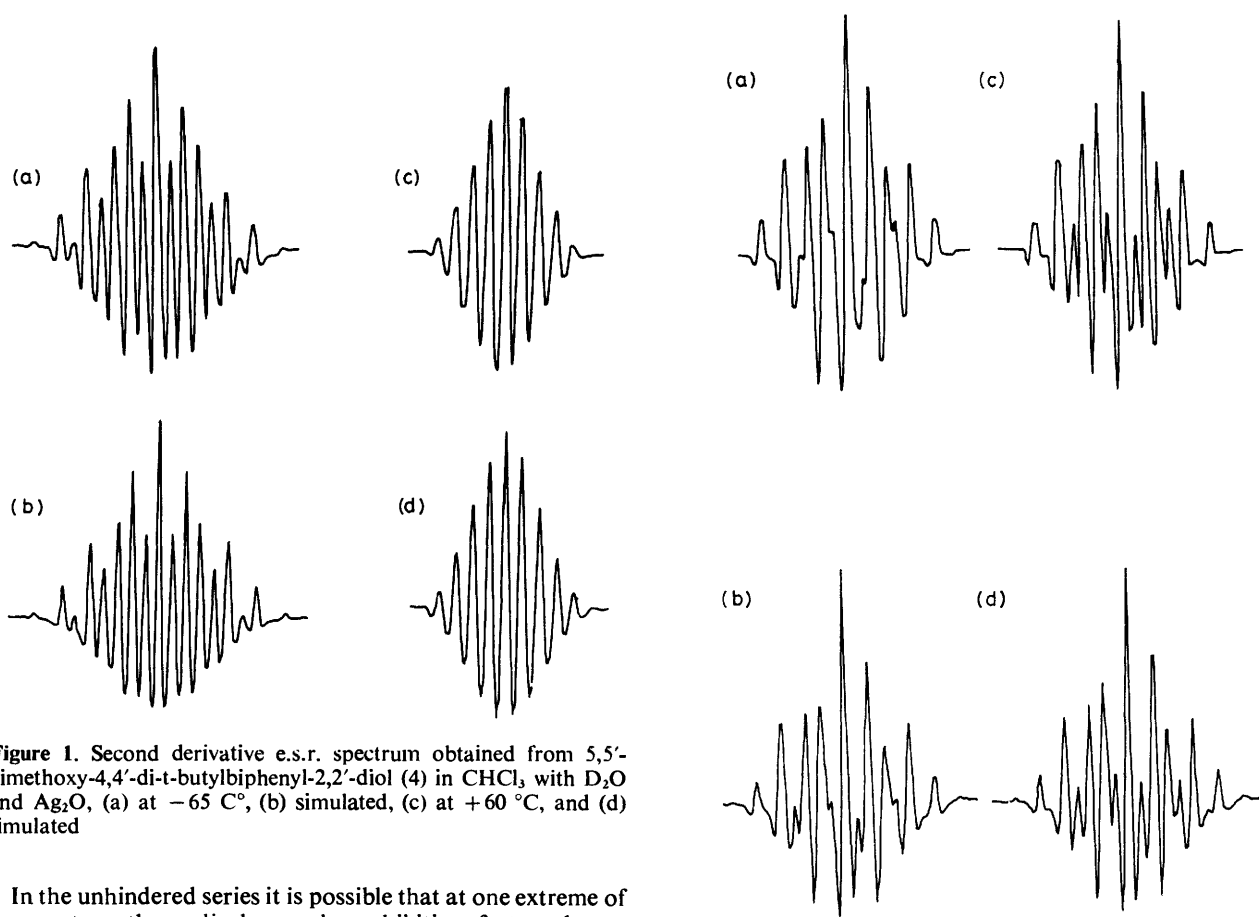 (a)
(c)
(b)
(d)
(a)
(c)
(b)
(d)
igure 1. Second derivative e.s.r. spectrum obtained from 5,5′-
imethoxy-4,4′-di-t-butylbiphenyl-2,2′-diol (4) in CHCl₃ with D₂O
nd Ag₂O, (a) at −65 C°, (b) simulated, (c) at +60 °C, and (d)
imulated
In the unhindered series it is possible that at one extreme of